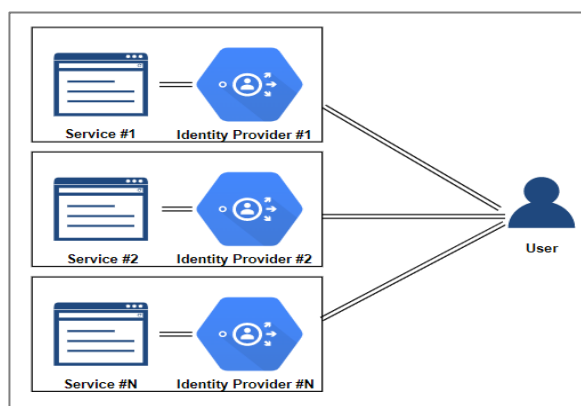 Service #1 Identity Provider #1
Service #2 Identity Provider #2
User
Service #N Identity Provider #N